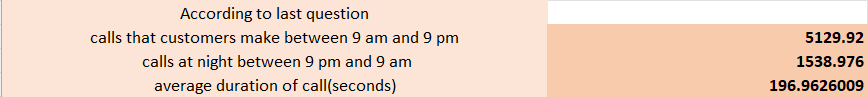 According to last question
calls that customers make between 9 am and 9 pm 5129.92
calls at night between 9 pm and 9 am 1538.976
average duration of call(seconds) 196.9626009